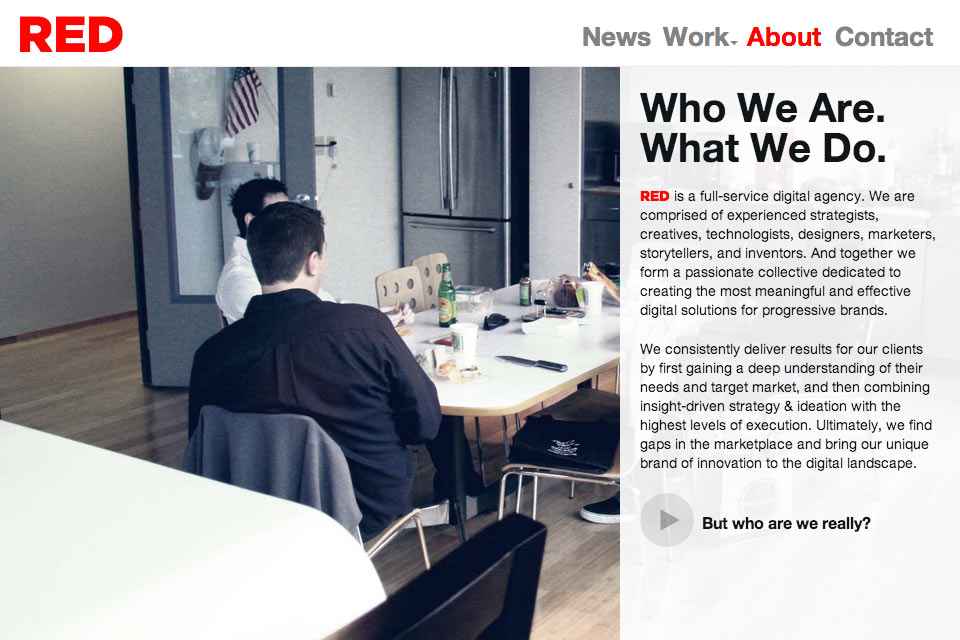 RED
News Work About Contact
Who We Are.
What We Do.
RED is a full-service digital agency. We are
comprised of experienced strategists,
creatives, technologists, designers, marketers,
storytellers, and inventors. And together we
form a passionate collective dedicated to
creating the most meaningful and effective
digital solutions for progressive brands.
We consistently deliver results for our clients
by first gaining a deep understanding of their
needs and target market, and then combining
insight-driven strategy & ideation with the
highest levels of execution. Ultimately, we find
gaps in the marketplace and bring our unique
brand of innovation to the digital landscape.
But who are we really?